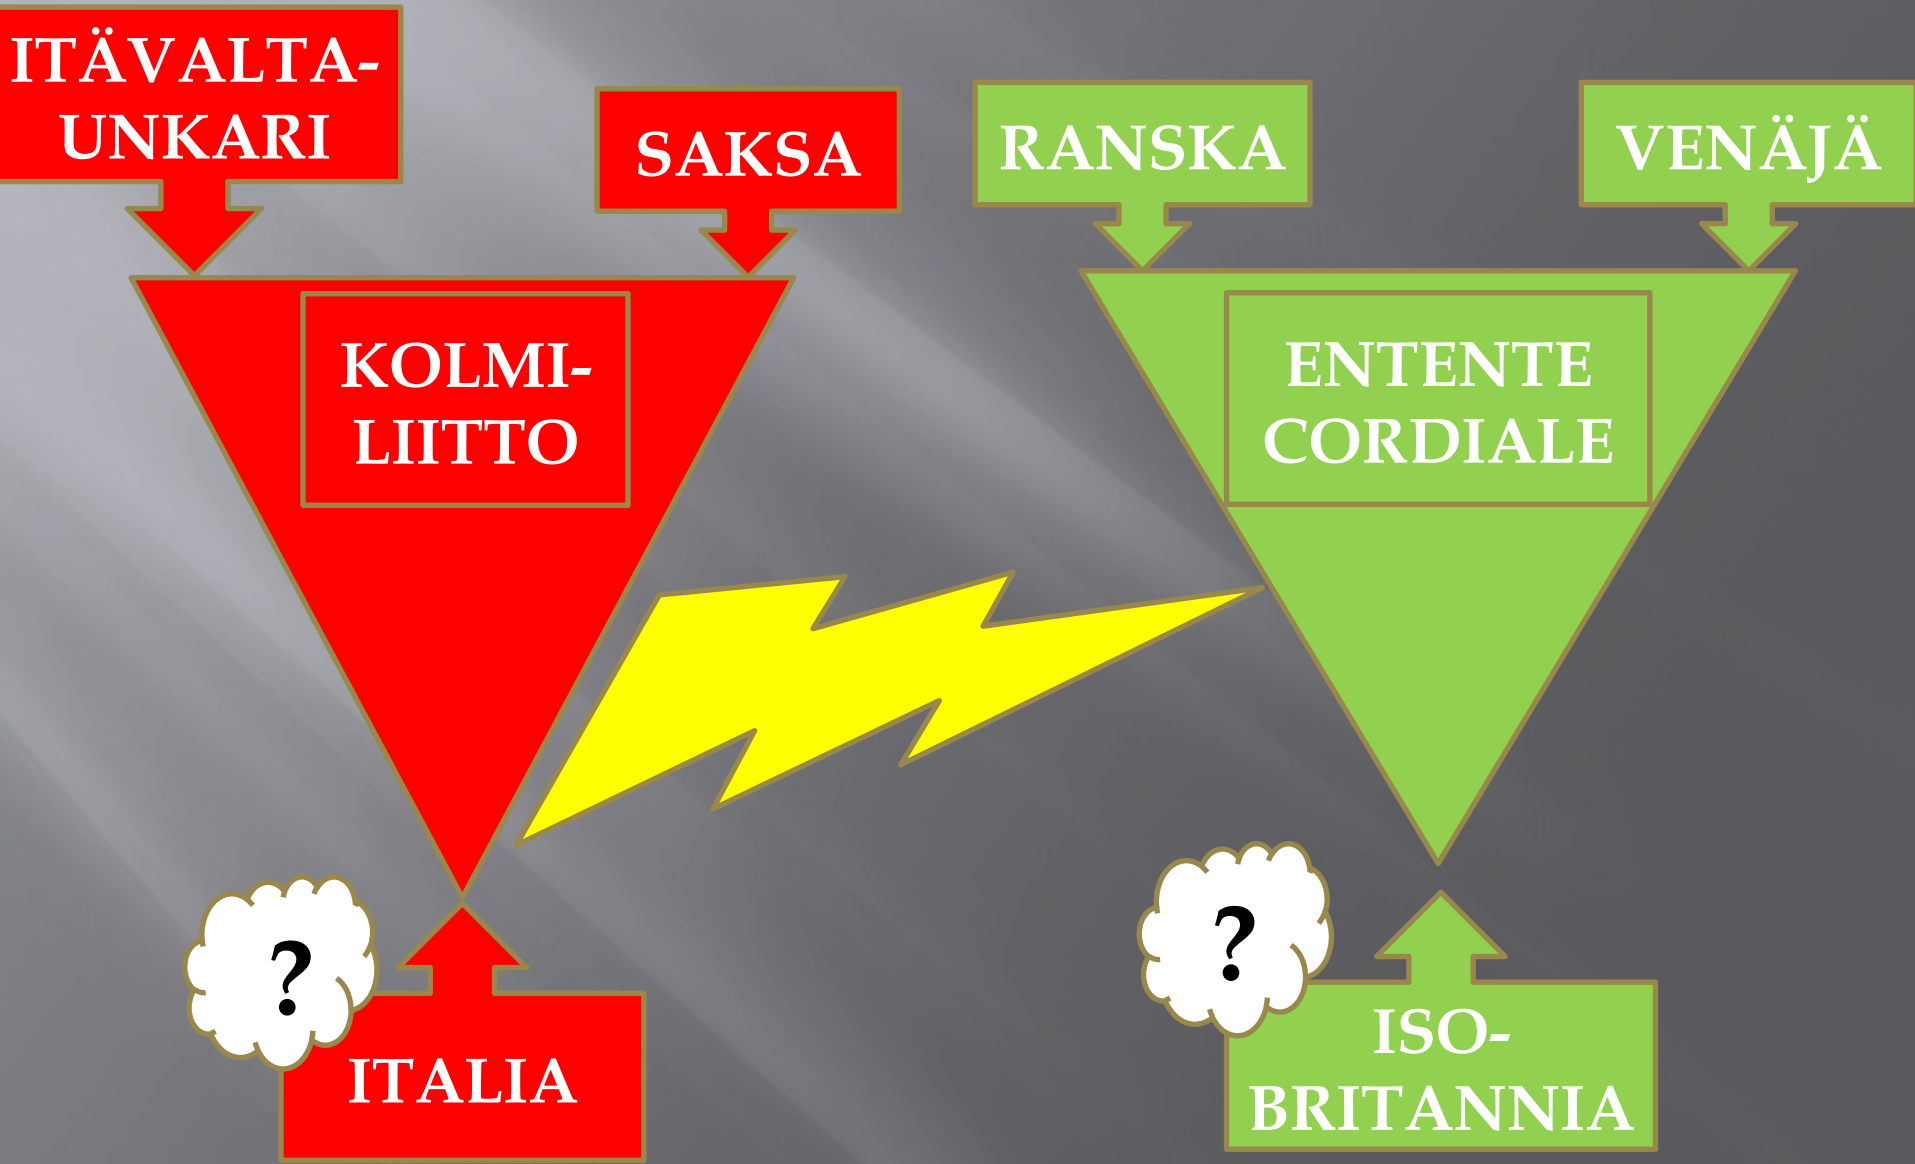 ITÄVALTA-
UNKARI
SAKSA
RANSKA
VENÄJÄ
KOLMI-
LIITTO
ENTENTE
CORDIALE
?
ITALIA
?
ISO-
BRITANNIA